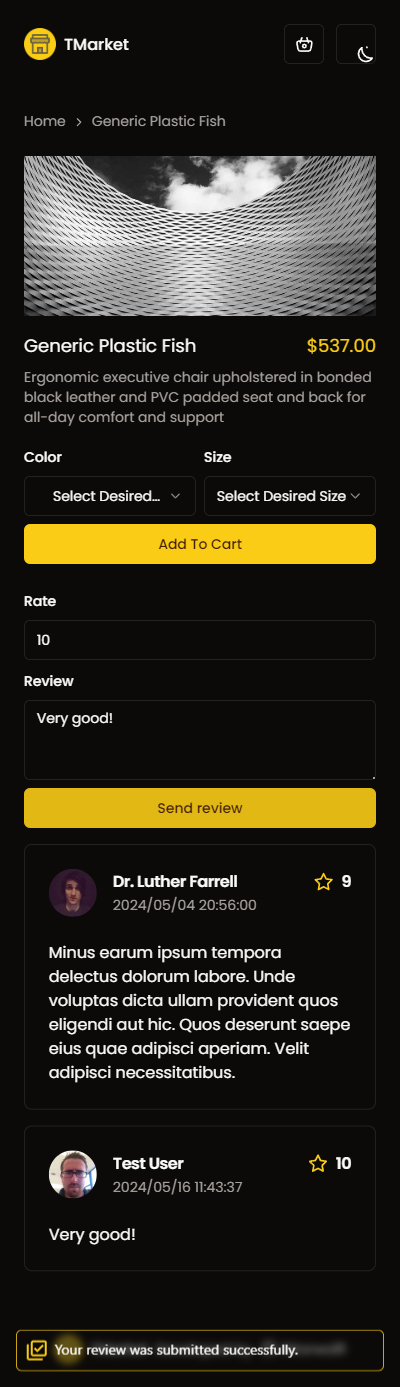 TMarket
Home > Generic Plastic Fish
Generic Plastic Fish $537.00
Ergonomic executive chair upholstered in bonded
black leather and PVC padded seat and back for
all-day comfort and support
Color Size
Select Desired... Select Desired Size
Add To Cart
Rate
10
Review
Very good!
Send review
Dr. Luther Farrell 9
2024/05/04 20:56:00
Minus earum ipsum tempora
delectus dolorum labore. Unde
voluptas dicta ullam provident quos
eligendi aut hic. Quos deserunt saepe
eius quae adipisci aperiam. Velit
adipisci necessitatibus.
Test User 10
2024/05/16 11:43:37
Very good!
Your review was submitted successfully.